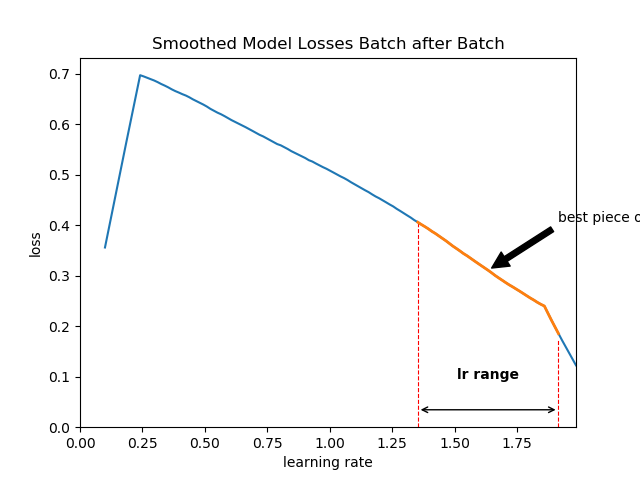 Smoothed Model Losses Batch after Batch
0.7
0.6
0.5
0.4
0.3
0.2
0.1
0.0
loss
best piece
lr range
0.00 0.25 0.50 0.75 1.00 1.25 1.50 1.75
learning rate